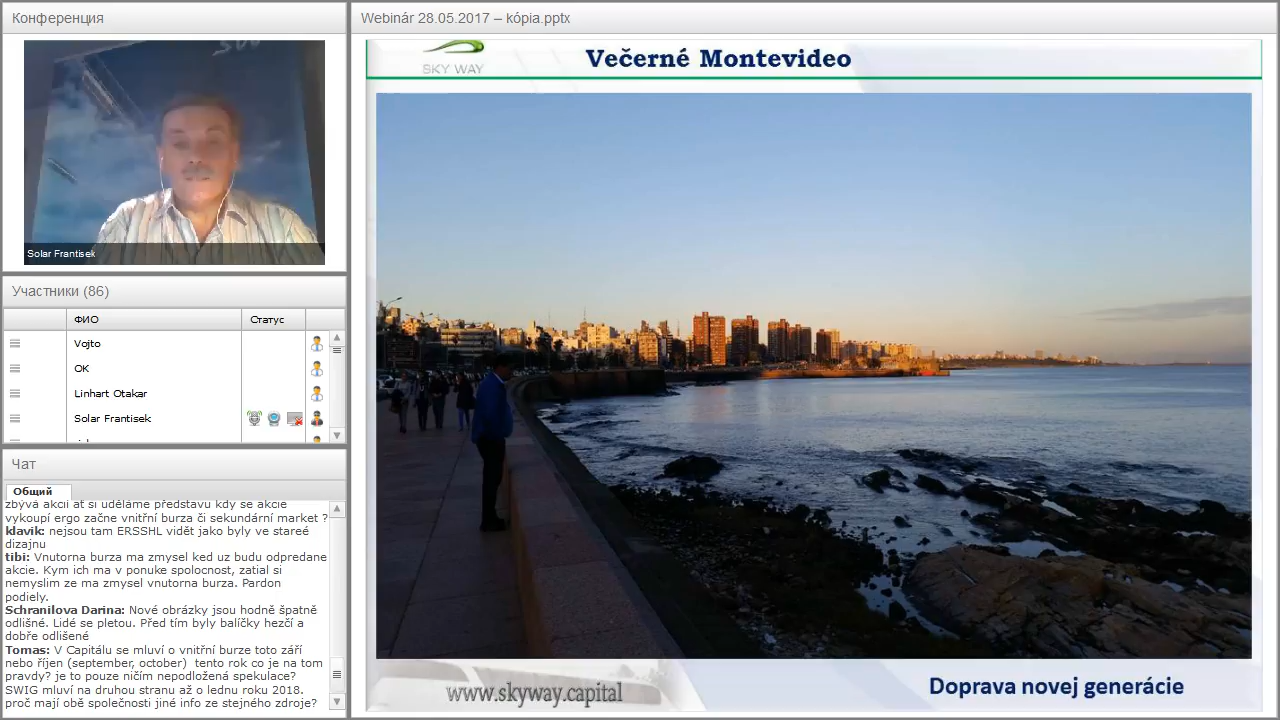 Конференция
Solar Frantisek
Участники (86)
ФИО Статус
Vojto
OK
Linhart Otakar
Solar Frantisek
Чат
Общий
zbývá akcií ať si uděláme představu kdy se akcie
vykoupí ergo začne vnitřní burza či sekundární market ?
klavik: nejsou tam ERSSHL vidět jako byly ve stareé
dizajnu
tibi: Vnutorna burza ma zmysel ked uz budu odpredane
akcie. Kym ich ma v ponuke spolocnost, zatial si
nemyslim ze ma zmysel vnutorna burza. Pardon
podiely.
Schranilova Darina: Nové obrázky jsou hodně špatně
odlišné. Lidé se pletou. Před tím byly balíčky hezčí a
dobře odlišené
Tomas: V Capitálu se mluví o vnitřní burze toto září
nebo říjen (september, october) tento rok co je na tom
pravdy? je to pouze ničím nepodložená spekulace?
SWIG mluví na druhou stranu až o lednu roku 2018.
proč mají obě společnosti jiné info ze stejného zdroje?
Webinár 28.05.2017 – kópia.pptx
SKY WAY
Večerné Montevideo
www.skyway.capital
Doprava novej generácie